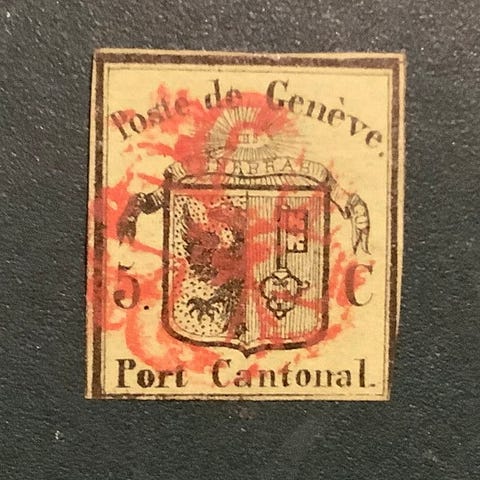 Poste de Genève.
5. C
Port Cantonal.